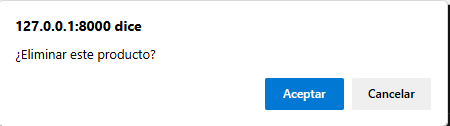 127.0.0.1:8000 dice
¿Eliminar este producto?
Aceptar
Cancelar